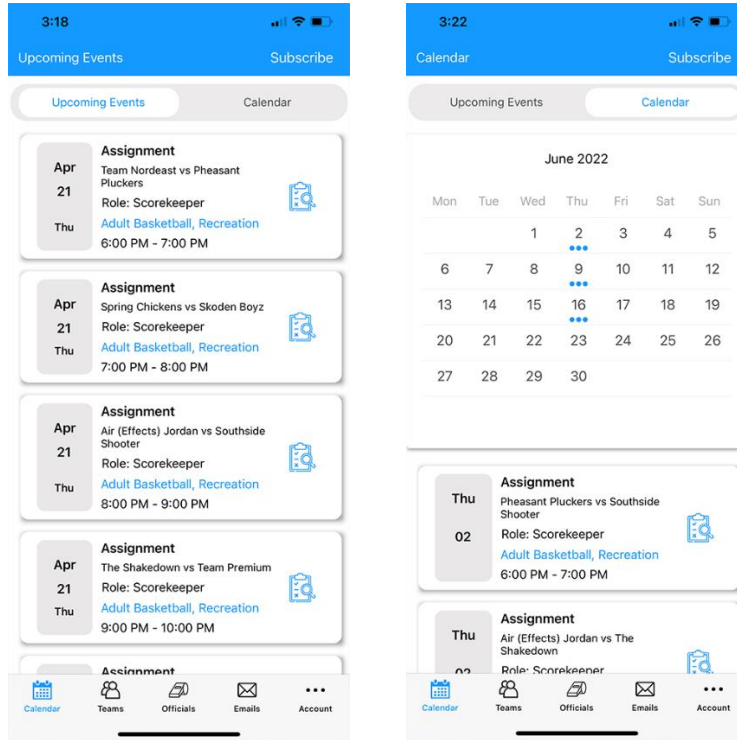 3:18
Upcoming Events Subscribe
Upcoming Events Calendar
Apr
21
Thu
Assignment
Team Nordeast vs Pheasant
Pluckers
Role: Scorekeeper
Adult Basketball, Recreation
6:00 PM - 7:00 PM
Apr
21
Thu
Assignment
Spring Chickens vs Skoden Boyz
Role: Scorekeeper
Adult Basketball, Recreation
7:00 PM - 8:00 PM
Apr
21
Thu
Assignment
Air (Effects) Jordan vs Southside
Shooter
Role: Scorekeeper
Adult Basketball, Recreation
8:00 PM - 9:00 PM
Apr
21
Thu
Assignment
The Shakedown vs Team Premium
Role: Scorekeeper
Adult Basketball, Recreation
9:00 PM - 10:00 PM
Assignment
Calendar Teams Officials Emails Account
3:22
Calendar Subscribe
Upcoming Events Calendar
June 2022
Mon Tue Wed Thu Fri Sat Sun
1 2 3 4 5
6 7 8 9 10 11 12
13 14 15 16 17 18 19
20 21 22 23 24 25 26
27 28 29 30
Thu
02
Assignment
Pheasant Pluckers vs Southside
Shooter
Role: Scorekeeper
Adult Basketball, Recreation
6:00 PM - 7:00 PM
Thu
02
Assignment
Air (Effects) Jordan vs The
Shakedown
Role: Scorekeeper
Calendar Teams Officials Emails Account